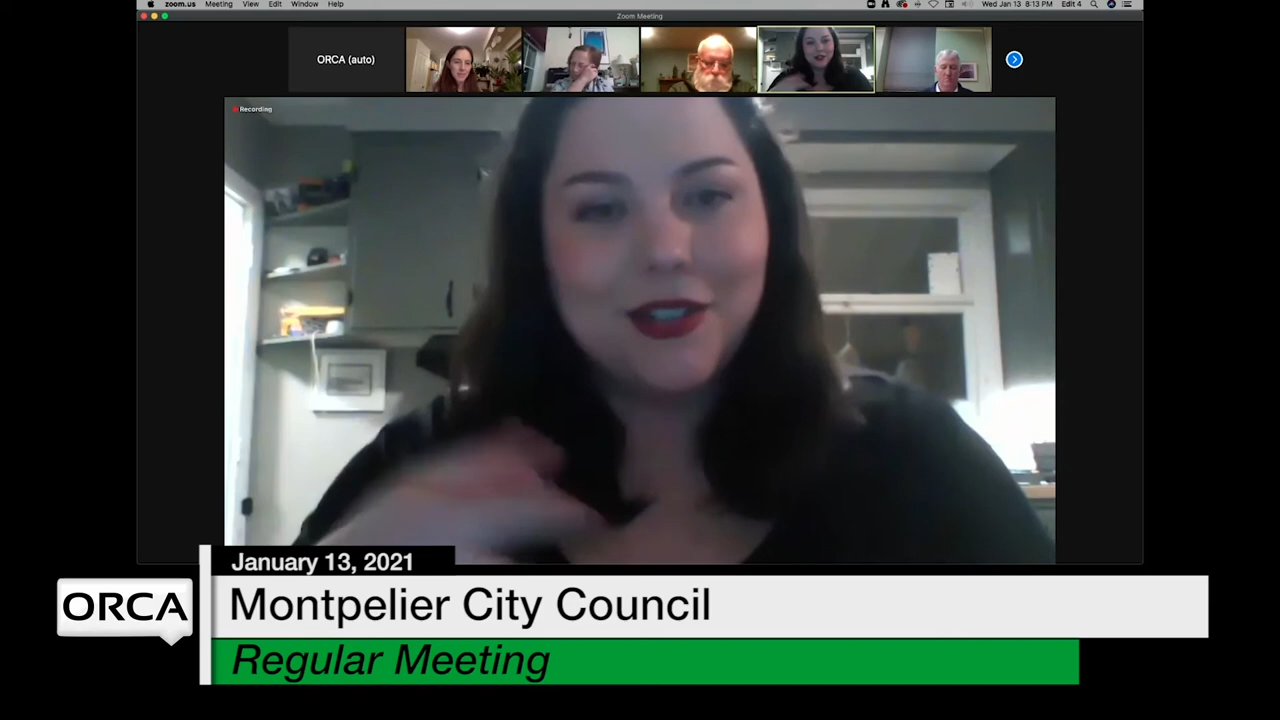 zoom.us Meeting View Edit Window Help Wed Jan 13 8:13 PM Edit 4
Zoom Meeting
ORCA (auto)
Recording
January 13, 2021
ORCA
Montpelier City Council
Regular Meeting